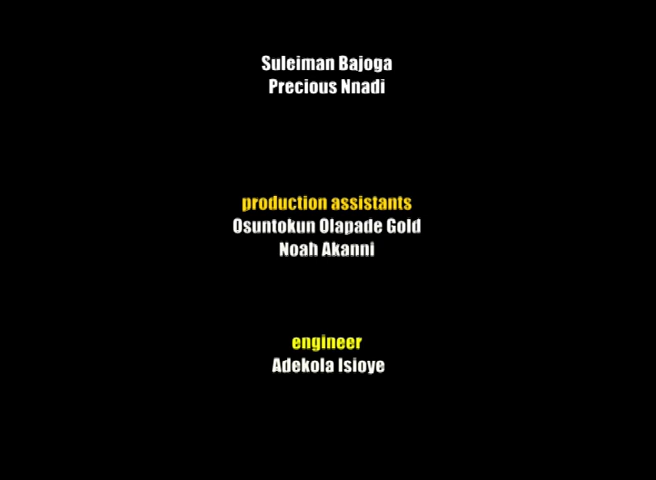 Suleiman Bajoga
Precious Nnadi
production assistants
Osuntokun Olapade Gold
Noah Akanni
engineer
Adekola Isioye